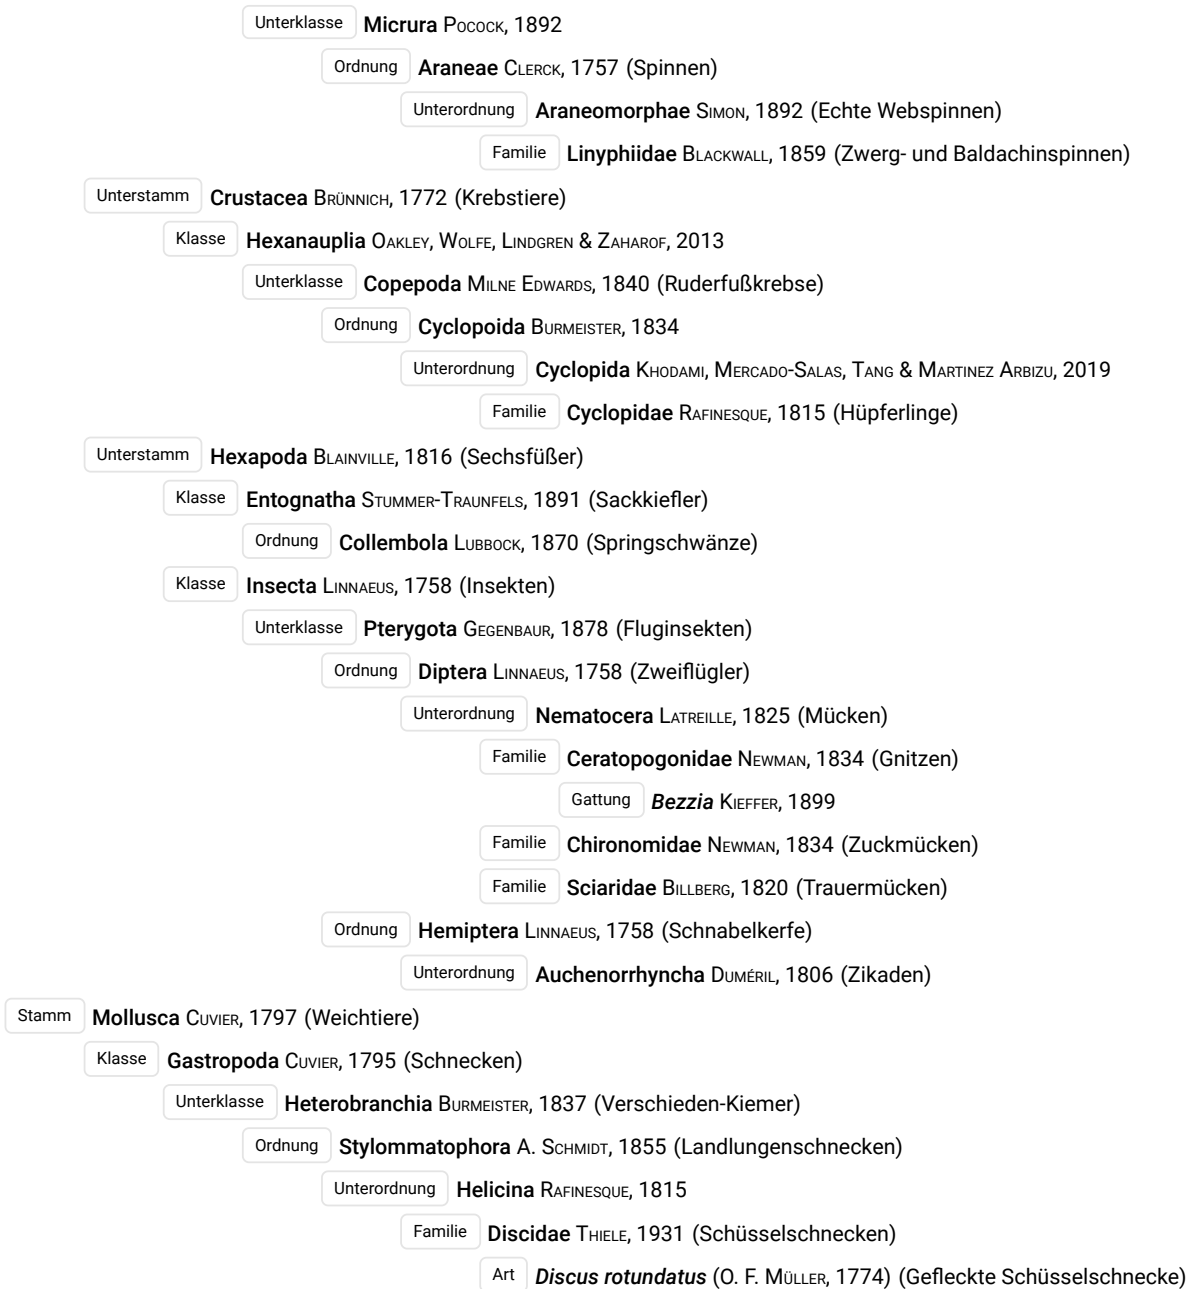 Unterklasse Micrura Pocock, 1892
Ordnung Araneae Clerck, 1757 (Spinnen)
Unterordnung Araneomorphae Simon, 1892 (Echte Webspinnen)
Familie Linyphiidae Blackwall, 1859 (Zwerg- und Baldachinspinnen)
Unterstamm Crustacea Brünnich, 1772 (Krebstiere)
Klasse Hexanauplia Oakley, Wolfe, Lindgren & Zaharof, 2013
Unterklasse Copepoda Milne Edwards, 1840 (Ruderfußkrebse)
Ordnung Cyclopoida Burmeister, 1834
Unterordnung Cyclopida Khodami, Mercado-Salas, Tang & Martinez Arbizu, 2019
Familie Cyclopidae Rafinesque, 1815 (Hüpferlinge)
Unterstamm Hexapoda Blainville, 1816 (Sechsfüßer)
Klasse Entognatha Stummer-Traunfels, 1891 (Sackkiefler)
Ordnung Collembola Lubbock, 1870 (Springschwänze)
Klasse Insecta Linnaeus, 1758 (Insekten)
Unterklasse Pterygota Gegenbaur, 1878 (Fluginsekten)
Ordnung Diptera Linnaeus, 1758 (Zweiflügler)
Unterordnung Nematocera Latreille, 1825 (Mücken)
Familie Ceratopogonidae Newman, 1834 (Gnitzen)
Gattung Bezzia Kieffer, 1899
Familie Chironomidae Newman, 1834 (Zuckmücken)
Familie Sciaridae Billberg, 1820 (Trauermücken)
Ordnung Hemiptera Linnaeus, 1758 (Schnabelkerfe)
Unterordnung Auchenorrhyncha Duméril, 1806 (Zikaden)
Stamm Mollusca Cuvier, 1797 (Weichtiere)
Klasse Gastropoda Cuvier, 1795 (Schnecken)
Unterklasse Heterobranchia Burmeister, 1837 (Verschieden-Kiemer)
Ordnung Stylommatophora A. Schmidt, 1855 (Landlungenschnecken)
Unterordnung Helicina Rafinesque, 1815
Familie Discidae Thiele, 1931 (Schüsselschnecken)
Art Discus rotundatus (O. F. Müller, 1774) (Gefleckte Schüsselschnecke)